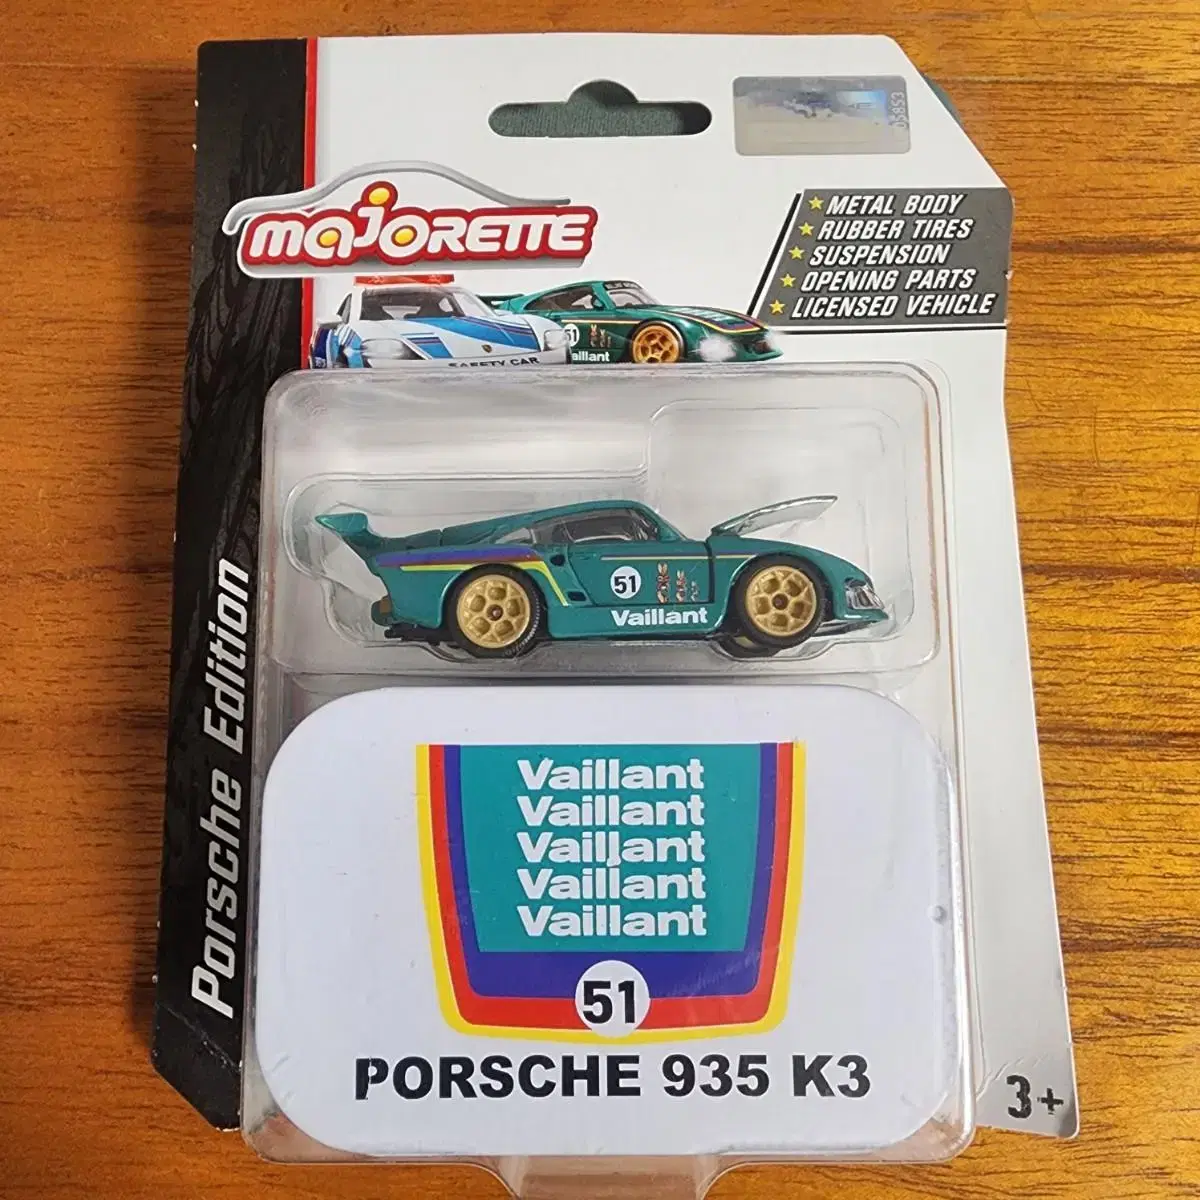 05853
majorette
METAL BODY
RUBBER TIRES
SUSPENSION
OPENING PARTS
LICENSED VEHICLE
SAFETY CAR
51
Vaillant
Porsche Edition
51
Vaillant
Vaillant
Vaillant
Vaillant
Vaillant
Vaillant
51
PORSCHE 935 K3
3+